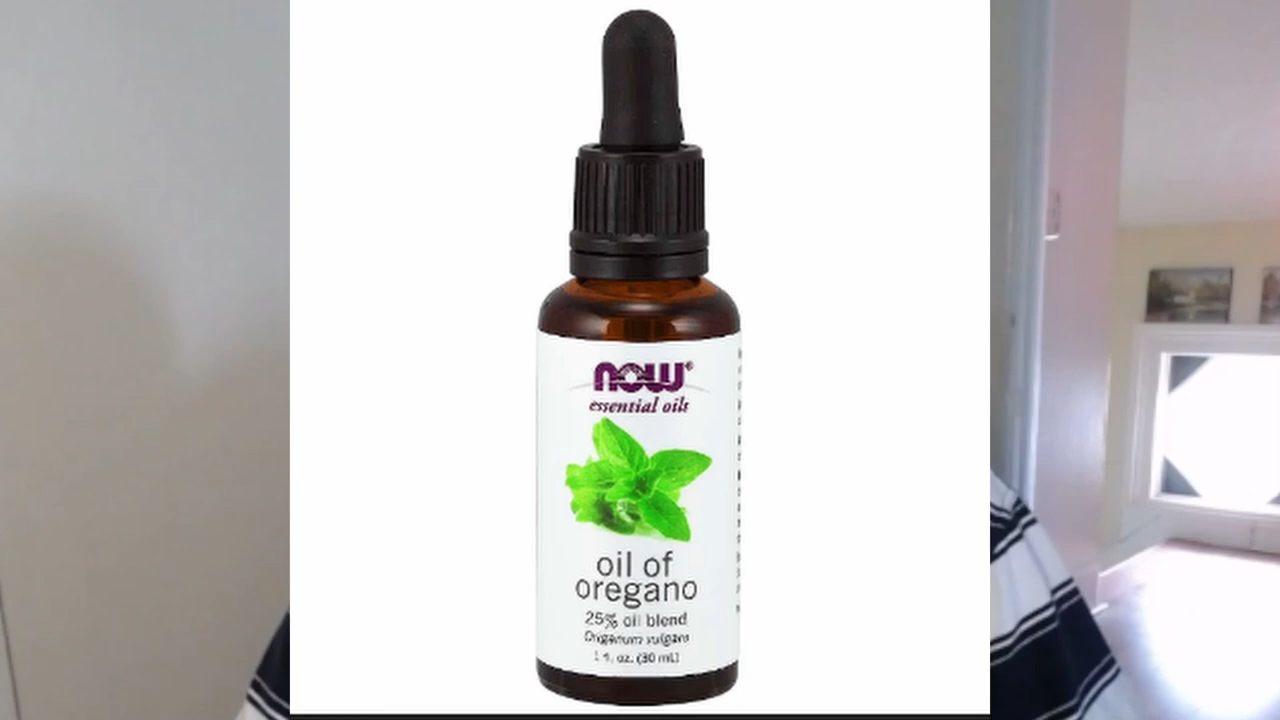 now®
essential oils
oil of
oregano
25% oil blend
Origanum vulgare
1 fl. oz. (30 mL)